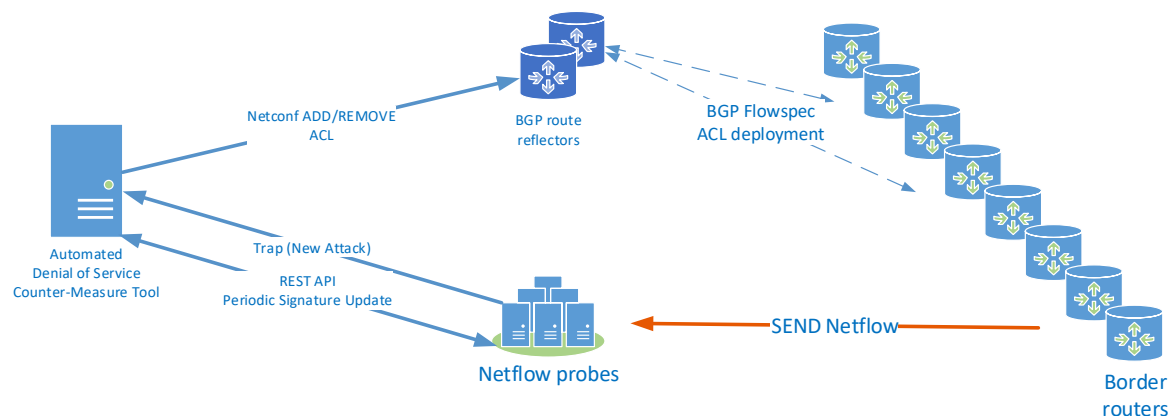 Netconf ADD/REMOVE
ACL
BGP route
reflectors
BGP Flowspec
ACL deployment
Automated
Denial of Service
Counter-Measure Tool
Trap (New Attack)
REST API
Periodic Signature Update
SEND Netflow
Netflow probes
Border
routers